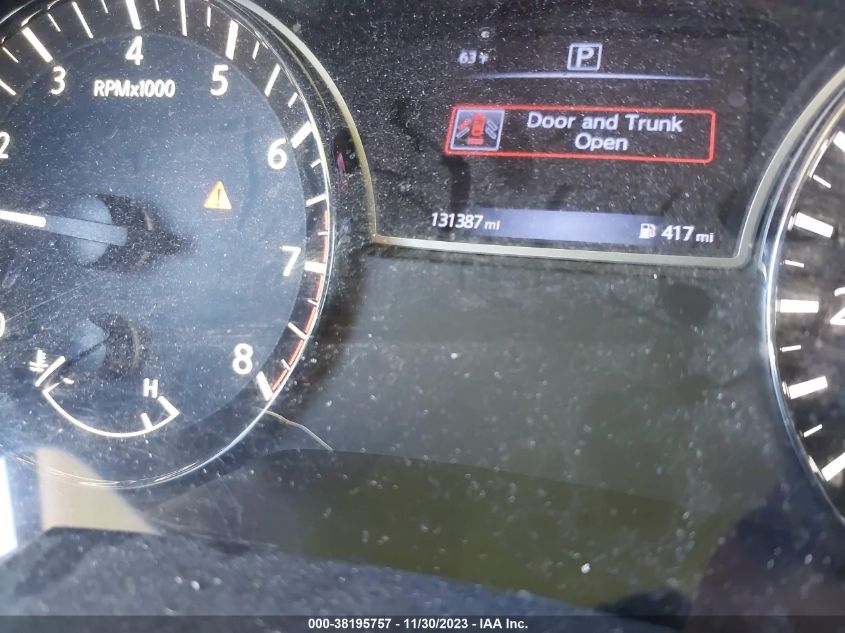 63°F
P
Door and Trunk
Open
131387 mi
417 mi
4
3
5
RPMx1000
2
6
7
8
H
2
000-38195757 - 11/30/2023 - IAA Inc.